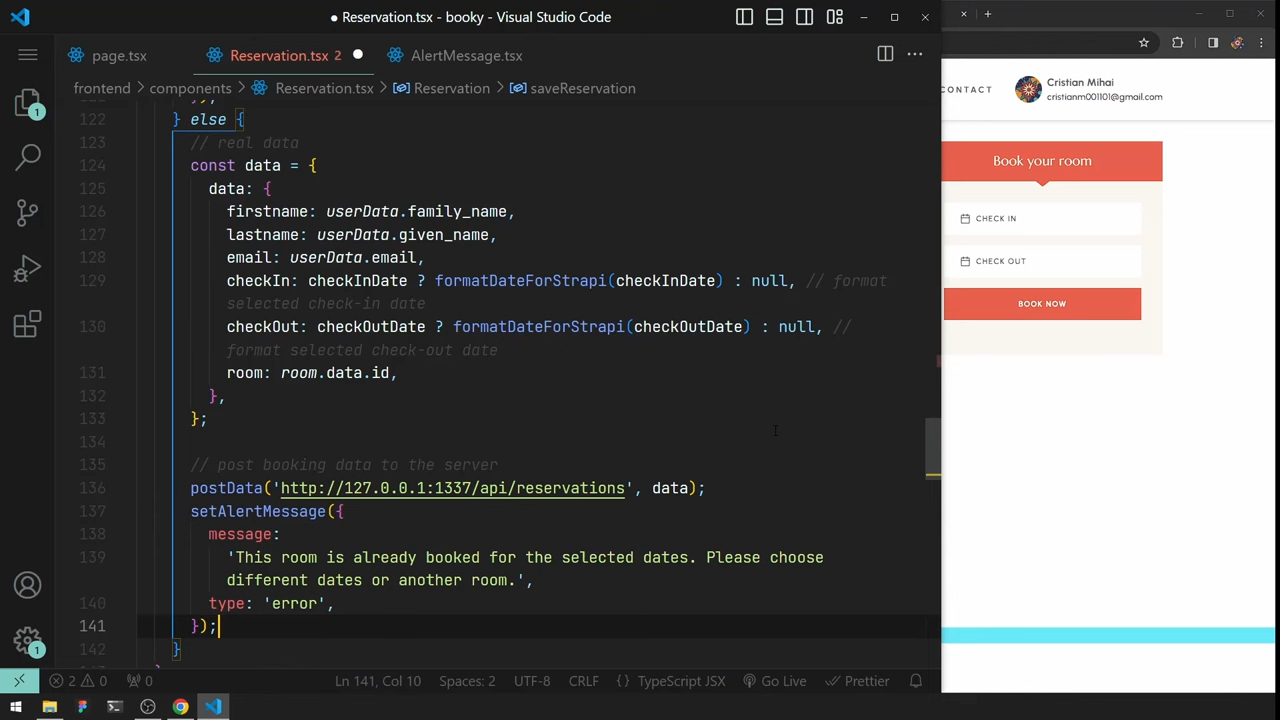 ● Reservation.tsx - booky - Visual Studio Code
page.tsx
Reservation.tsx 2 ●
AlertMessage.tsx
frontend > components > Reservation.tsx > Reservation > saveReservation
122 } else {
123 // real data
124 const data = {
125 data: {
126 firstname: userData.family_name,
127 lastname: userData.given_name,
128 email: userData.email,
129 checkIn: checkInDate ? formatDateForStrapi(checkInDate) : null, // format
selected check-in date
130 checkOut: checkOutDate ? formatDateForStrapi(checkOutDate) : null, //
format selected check-out date
131 room: room.data.id,
132 },
133 };
134
135 // post booking data to the server
136 postData('http://127.0.0.1:1337/api/reservations', data);
137 setAlertMessage({
138 message:
139 'This room is already booked for the selected dates. Please choose
different dates or another room.',
140 type: 'error',
141 });
142 }
1
1
2 0
0
Ln 141, Col 10
Spaces: 2
UTF-8
CRLF
{} TypeScript JSX
Go Live
Prettier
CONTACT
Cristian Mihai
cristianm001101@gmail.com
Book your room
CHECK IN
CHECK OUT
BOOK NOW